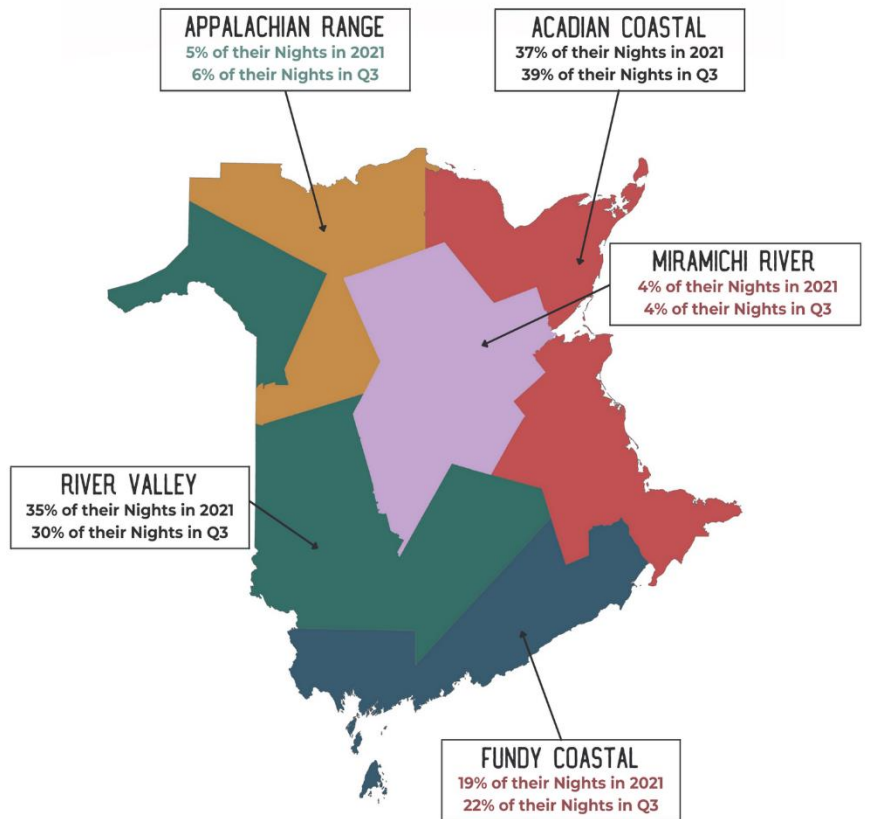 APPALACHIAN RANGE
5% of their Nights in 2021
6% of their Nights in Q3
ACADIAN COASTAL
37% of their Nights in 2021
39% of their Nights in Q3
MIRAMICHI RIVER
4% of their Nights in 2021
4% of their Nights in Q3
RIVER VALLEY
35% of their Nights in 2021
30% of their Nights in Q3
FUNDY COASTAL
19% of their Nights in 2021
22% of their Nights in Q3